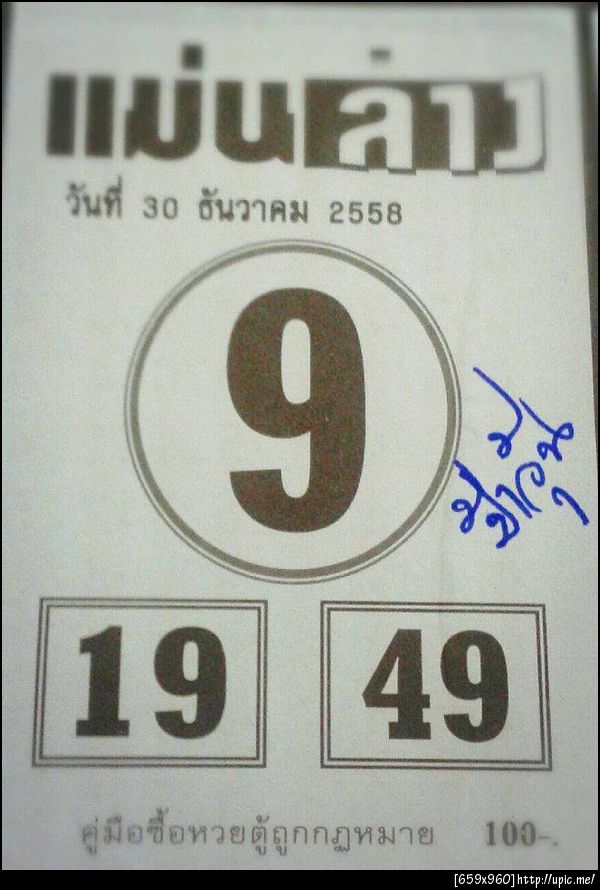 แม่นล่าง
วันที่ 30 ธันวาคม 2558
9
19 49
คู่มือซื้อหวยตู้ถูกกฏหมาย 100-.
[659x960]http://upic.me/